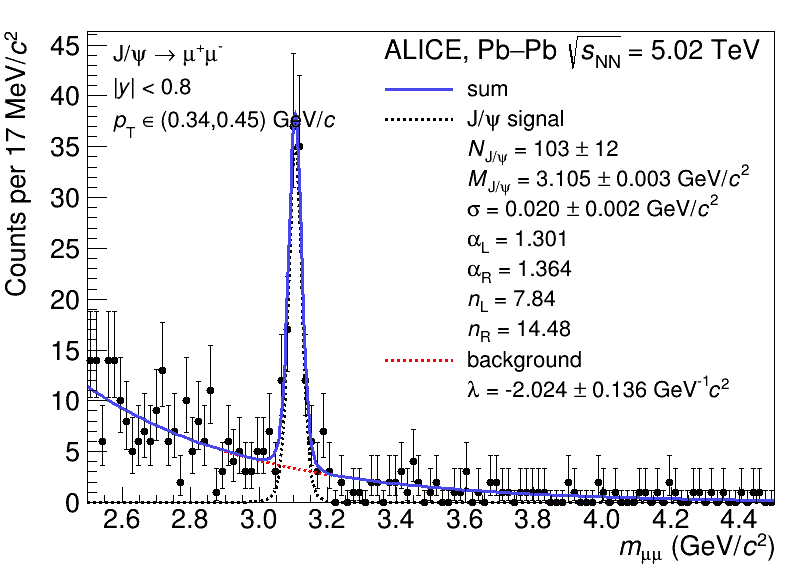 Counts per 17 MeV/c²
45
40
35
30
25
20
15
10
5
0
J/ψ → μ⁺μ⁻
|y| < 0.8
p_T ∈ (0.34,0.45) GeV/c
ALICE, Pb–Pb √s_NN = 5.02 TeV
sum
J/ψ signal
N_J/ψ = 103 ± 12
M_J/ψ = 3.105 ± 0.003 GeV/c²
σ = 0.020 ± 0.002 GeV/c²
α_L = 1.301
α_R = 1.364
n_L = 7.84
n_R = 14.48
background
λ = -2.024 ± 0.136 GeV⁻¹c²
2.6 2.8 3.0 3.2 3.4 3.6 3.8 4.0 4.2 4.4
m_μμ (GeV/c²)